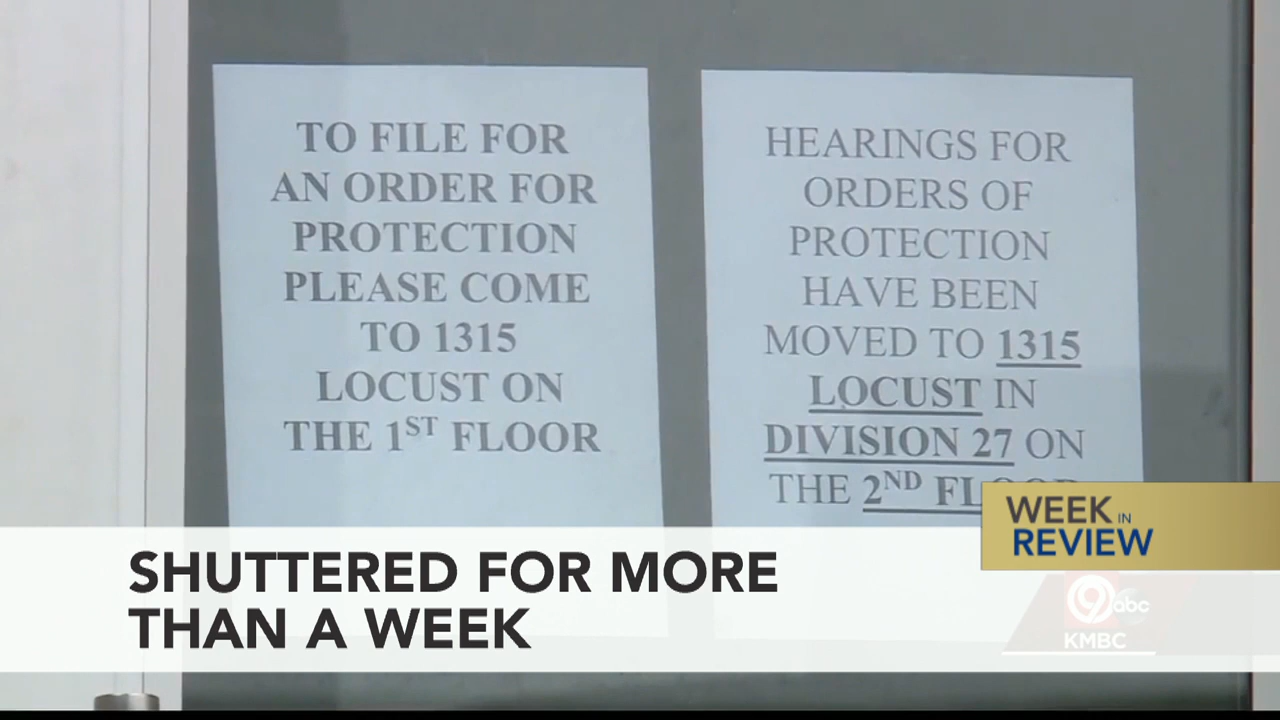 TO FILE FOR
AN ORDER FOR
PROTECTION
PLEASE COME
TO 1315
LOCUST ON
THE 1ST FLOOR
HEARINGS FOR
ORDERS OF
PROTECTION
HAVE BEEN
MOVED TO 1315
LOCUST IN
DIVISION 27 ON
THE 2ND
WEEK IN
REVIEW
SHUTTERED FOR MORE
THAN A WEEK
9 abc
KMBC